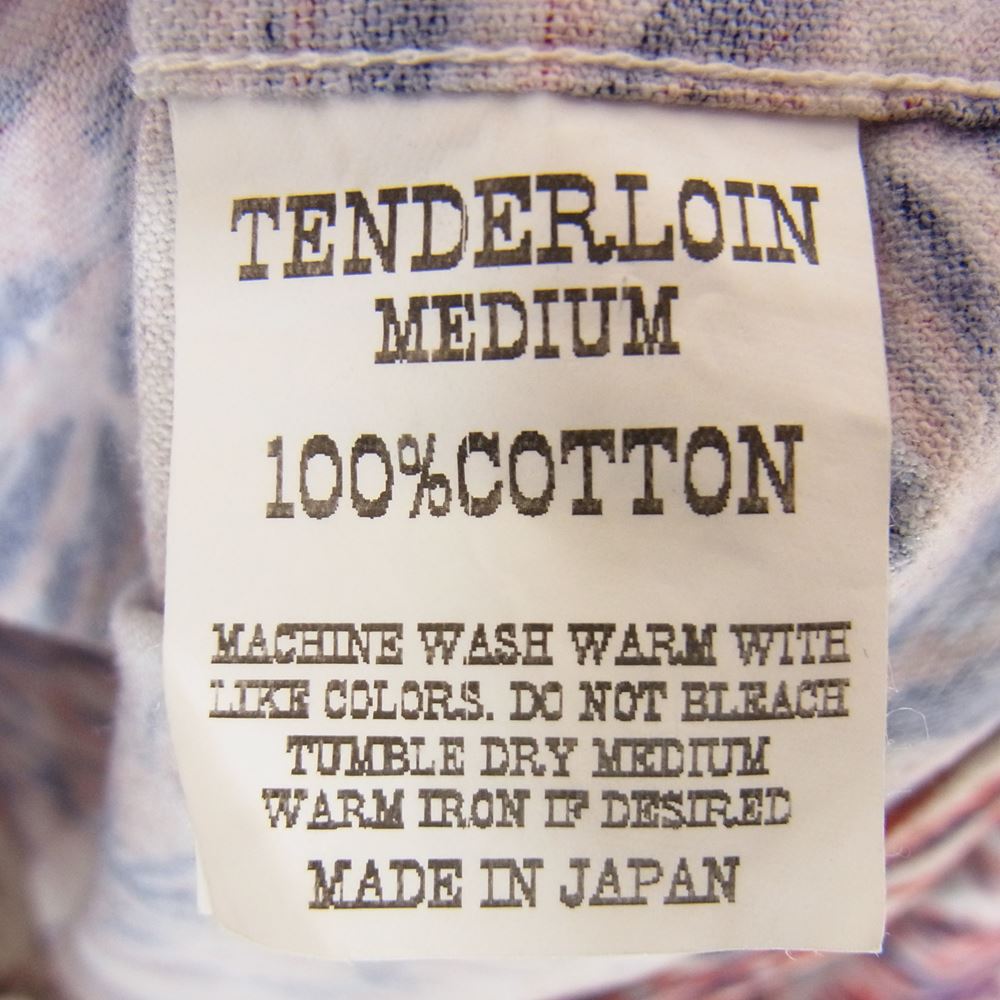 TENDERLOIN
MEDIUM
100%COTTON
MACHINE WASH WARM WITH
LIKE COLORS. DO NOT BLEACH
TUMBLE DRY MEDIUM
WARM IRON IF DESIRED
MADE IN JAPAN